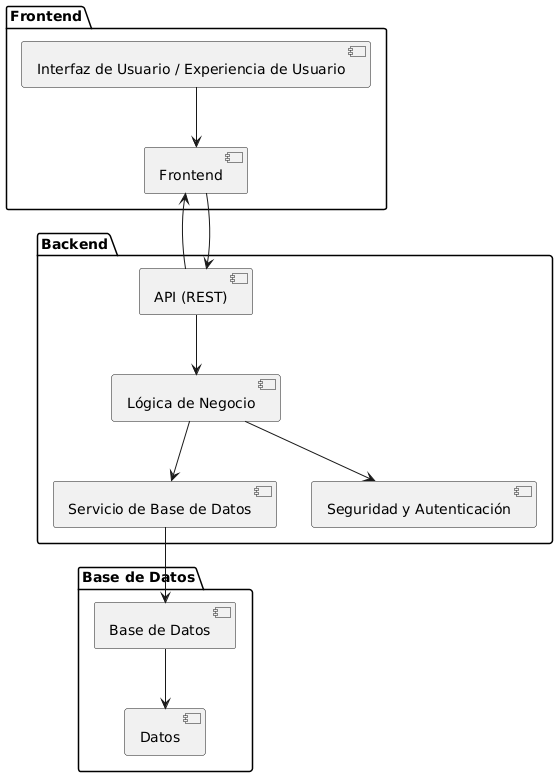 Frontend
Interfaz de Usuario / Experiencia de Usuario
Frontend
Backend
API (REST)
Lógica de Negocio
Servicio de Base de Datos
Seguridad y Autenticación
Base de Datos
Base de Datos
Datos